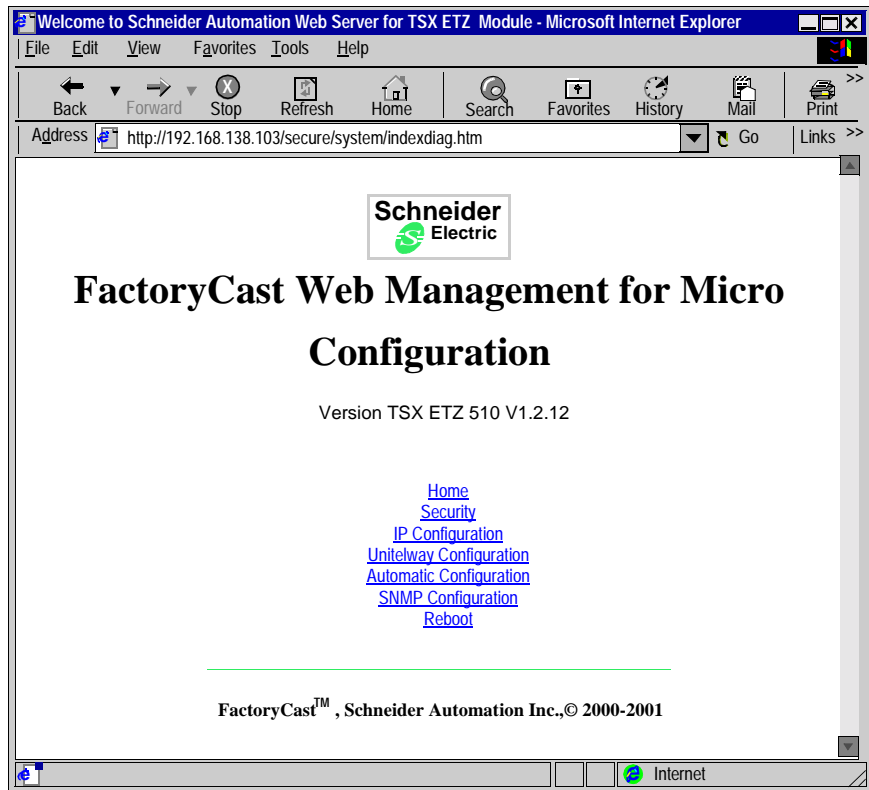 Welcome to Schneider Automation Web Server for TSX ETZ Module - Microsoft Internet Explorer
File Edit View Favorites Tools Help
Back Forward Stop Refresh Home Search Favorites History Mail Print >>
Address http://192.168.138.103/secure/system/indexdiag.htm Go Links >>
Schneider
Electric
FactoryCast Web Management for Micro
Configuration
Version TSX ETZ 510 V1.2.12
Home
Security
IP Configuration
Unitelway Configuration
Automatic Configuration
SNMP Configuration
Reboot
FactoryCast™ , Schneider Automation Inc.,© 2000-2001
Internet